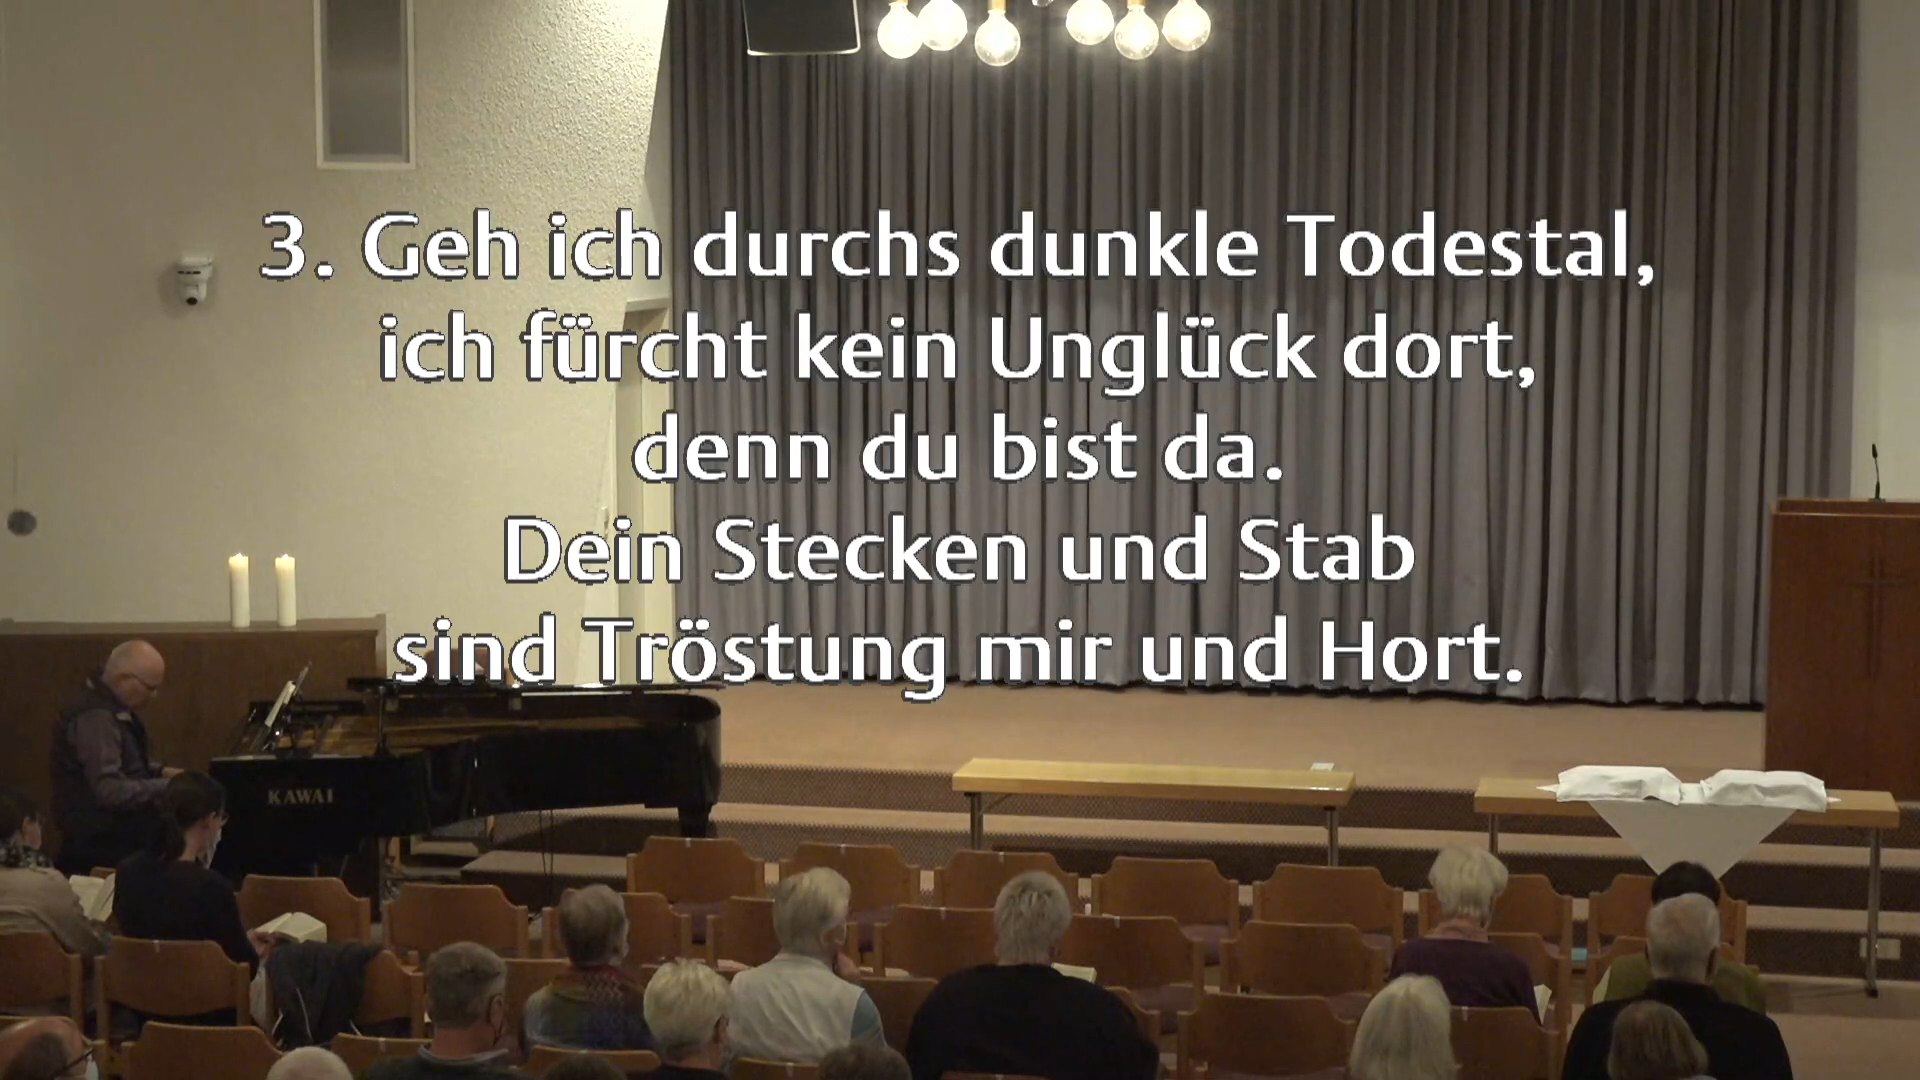 3. Geh ich durchs dunkle Todestal,
ich fürcht kein Unglück dort,
denn du bist da.
Dein Stecken und Stab
sind Tröstung mir und Hort.
KAWAI